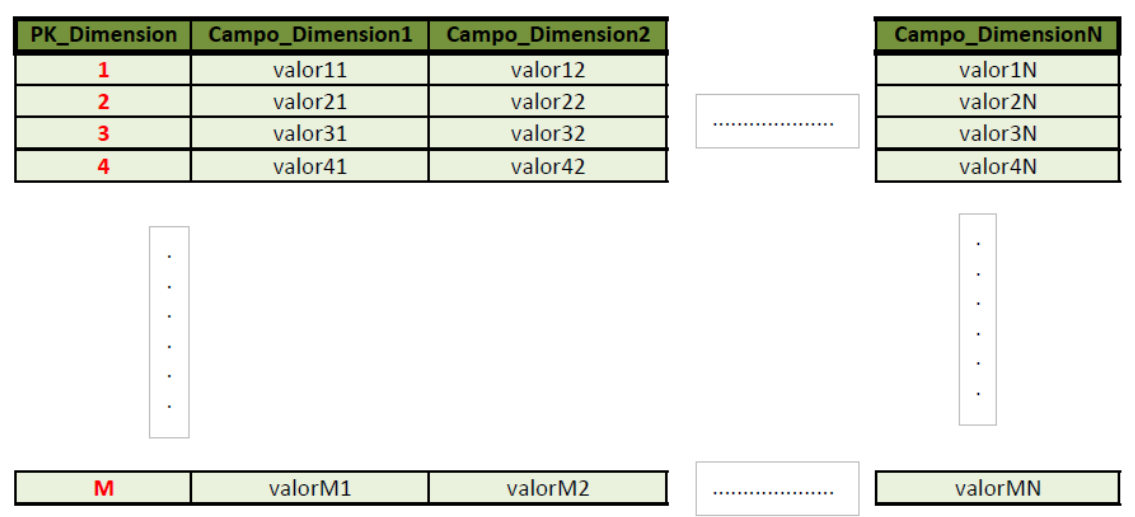 PK_Dimension Campo_Dimension1 Campo_Dimension2 Campo_DimensionN
1 valor11 valor12 valor1N
2 valor21 valor22 valor2N
....................
3 valor31 valor32 valor3N
4 valor41 valor42 valor4N
. .
. .
. .
. .
. .
. .
M valorM1 valorM2 .................... valorMN